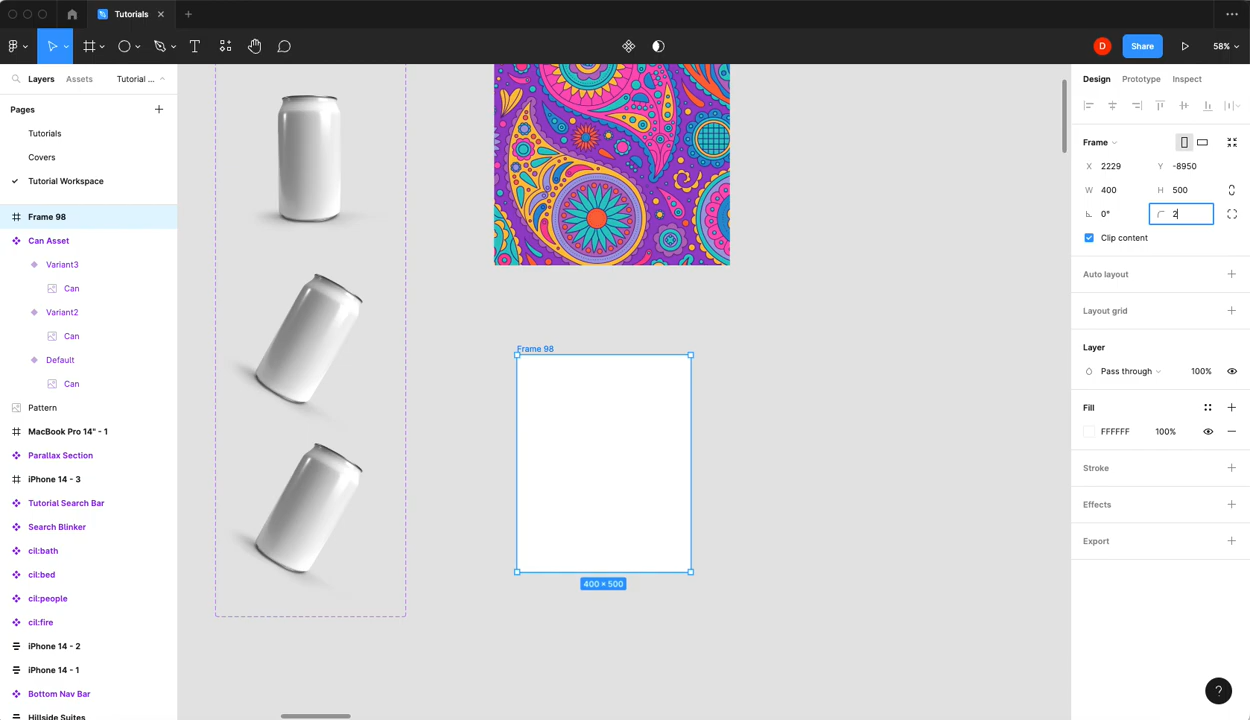 Tutorials
Share
58%
Layers
Assets
Tutorial ...
Pages
Tutorials
Covers
Tutorial Workspace
Frame 98
Can Asset
Variant3
Can
Variant2
Can
Default
Can
Pattern
MacBook Pro 14" - 1
Parallax Section
iPhone 14 - 3
Tutorial Search Bar
Search Blinker
cil:bath
cil:bed
cil:people
cil:fire
iPhone 14 - 2
iPhone 14 - 1
Bottom Nav Bar
Hillside Suites
Frame 98
400 × 500
D
Design
Prototype
Inspect
Frame
X 2229
Y -8950
W 400
H 500
0°
2
Clip content
Auto layout
Layout grid
Layer
Pass through
100%
Fill
FFFFFF
100%
Stroke
Effects
Export
?